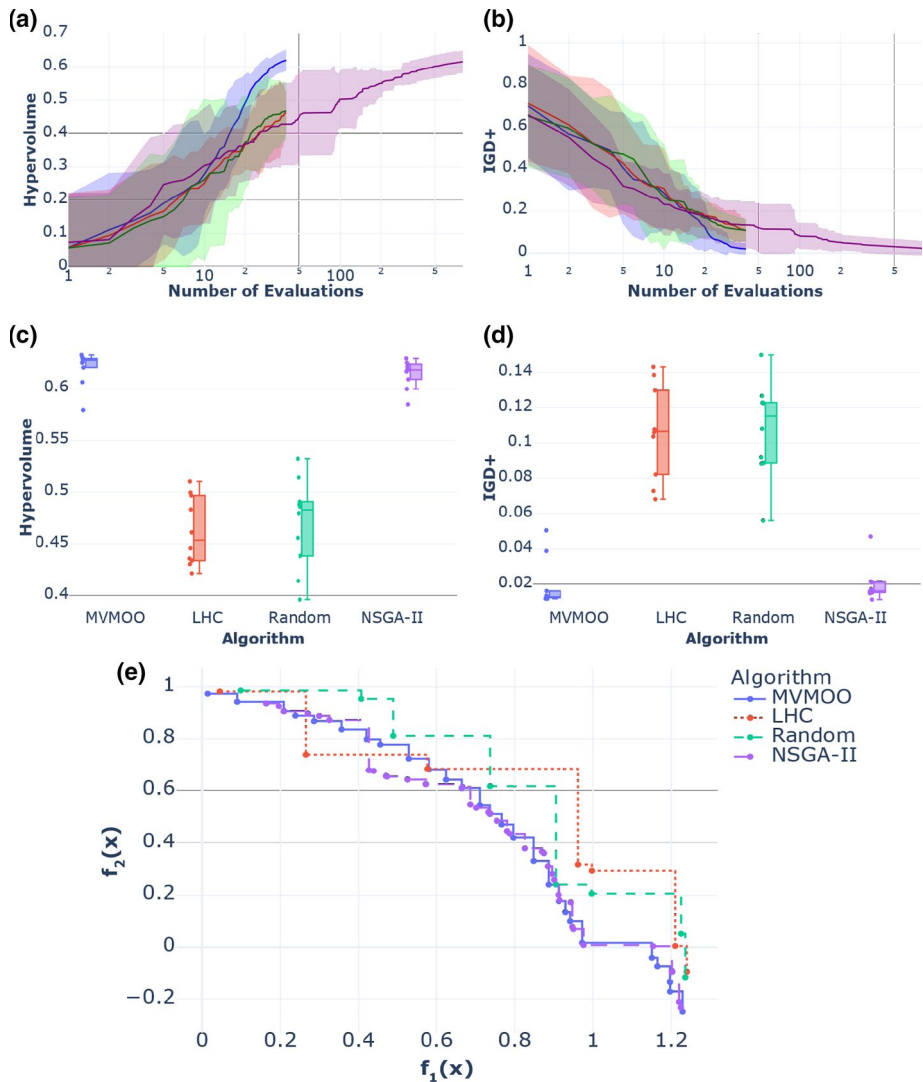 (a)
0.7
0.6
0.5
0.4
0.3
0.2
0.1
0
Hypervolume
1 2 5 10 2 5 100 2 5
Number of Evaluations
(b)
1
0.8
0.6
0.4
0.2
0
IGD+
1 2 5 10 2 5 100 2 5
Number of Evaluations
(c)
0.6
0.55
0.5
0.45
0.4
Hypervolume
MVMOO LHC Random NSGA-II
Algorithm
(d)
0.14
0.12
0.1
0.08
0.06
0.04
0.02
IGD+
MVMOO LHC Random NSGA-II
Algorithm
(e)
1
0.8
0.6
0.4
0.2
0
−0.2
f2(x)
0 0.2 0.4 0.6 0.8 1 1.2
f1(x)
Algorithm
MVMOO
LHC
Random
NSGA-II